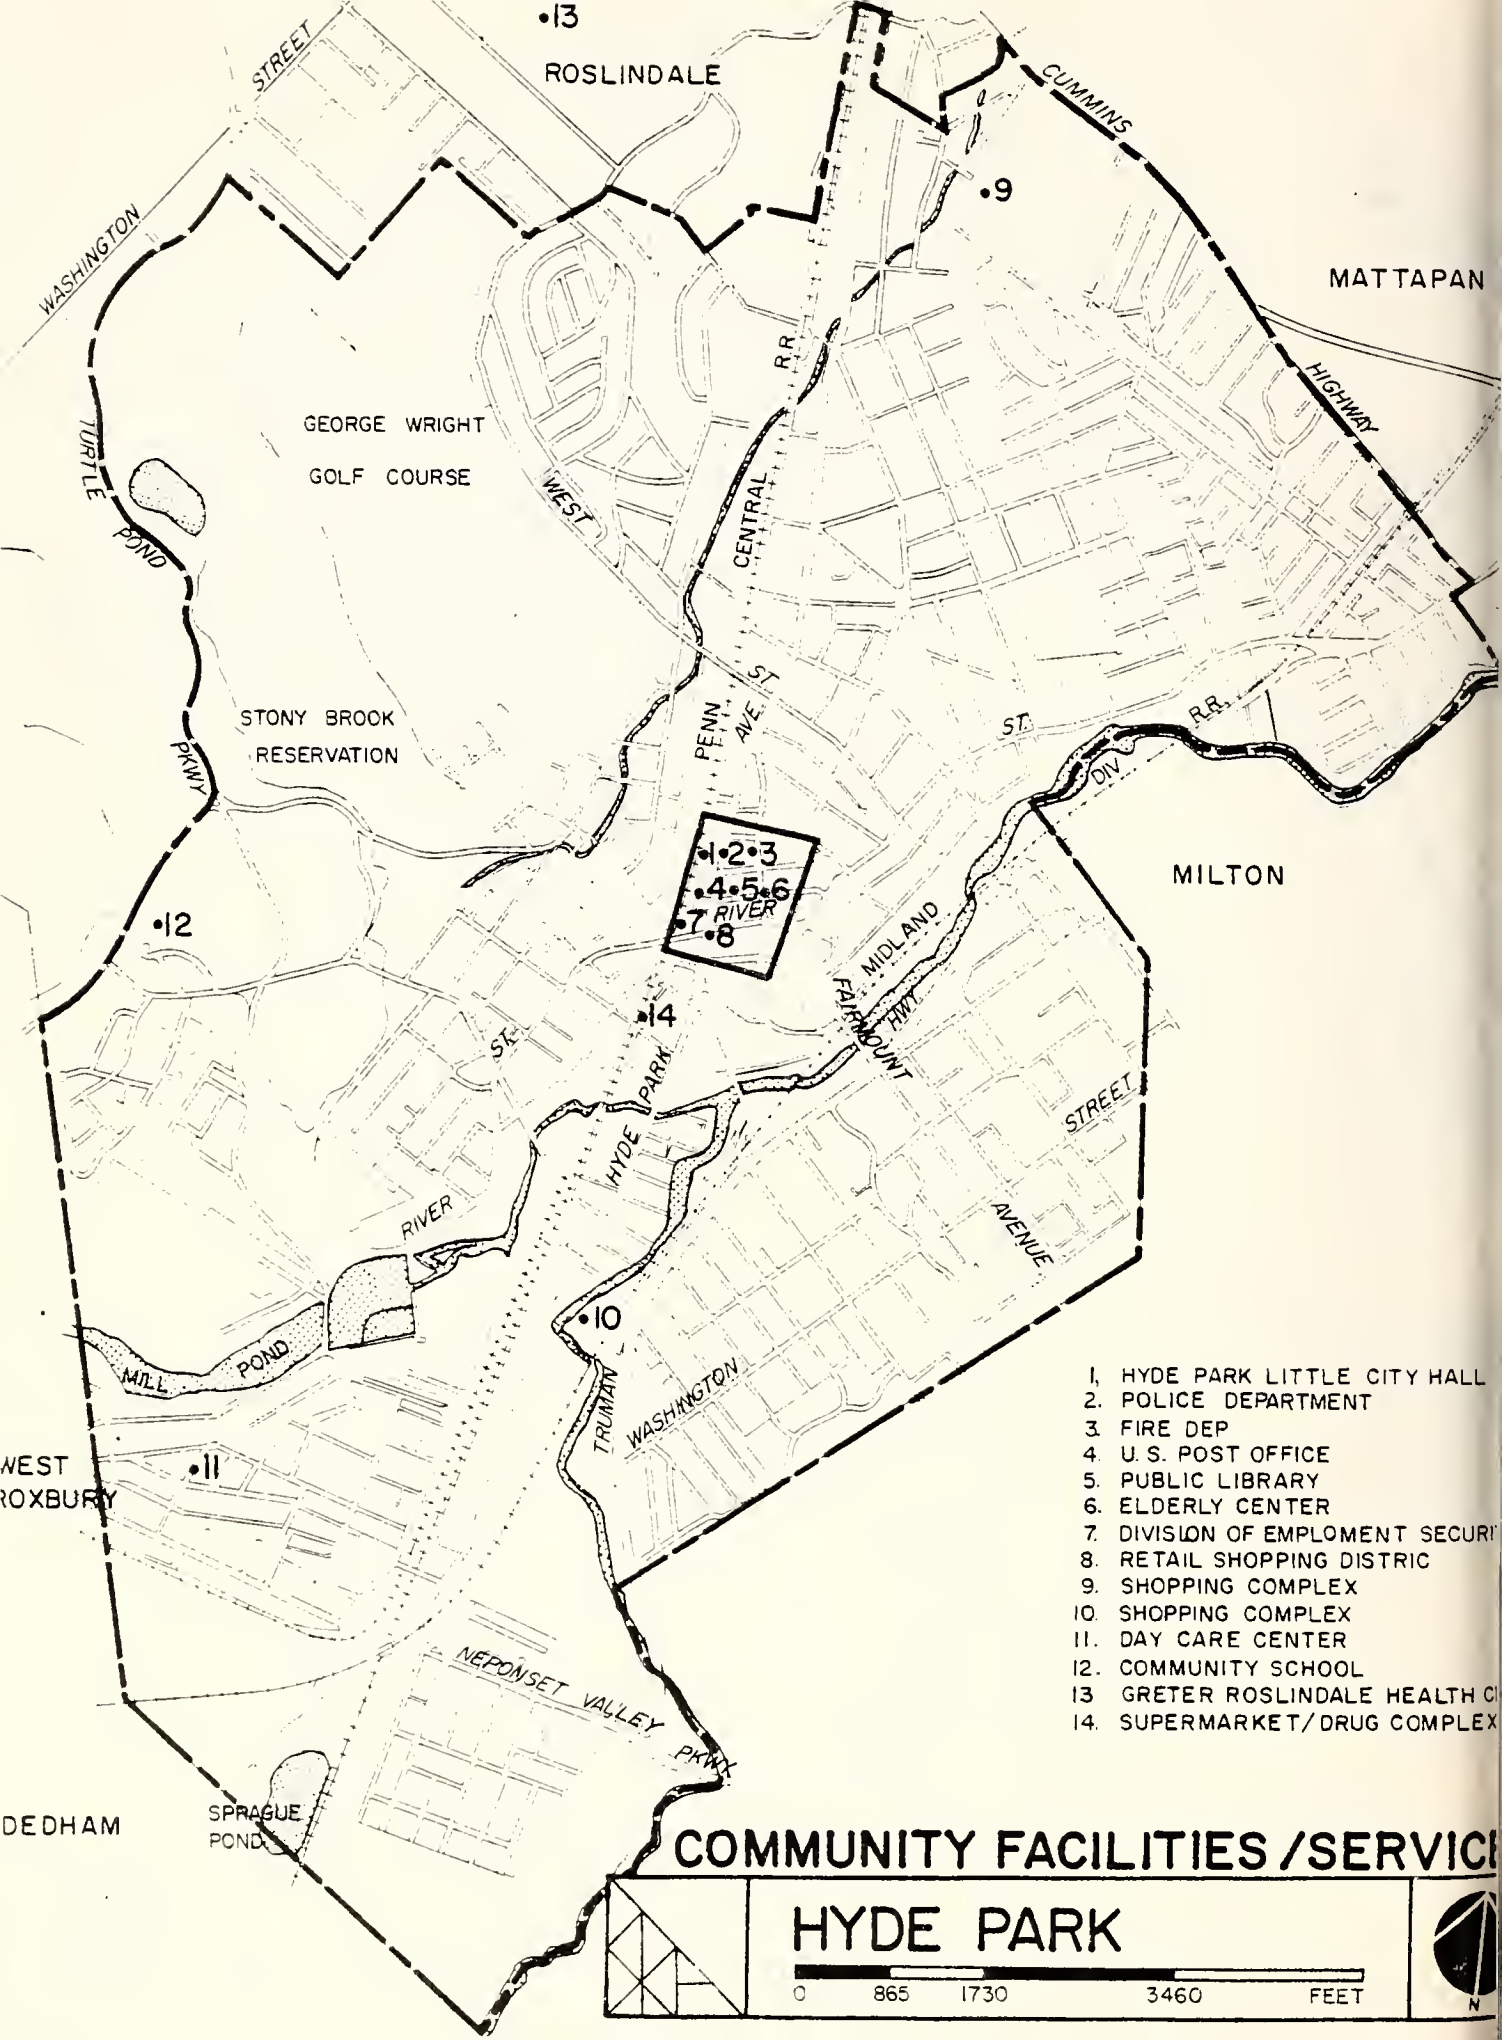 •13
ROSLINDALE
STREET
CUMMINS
•9
WASHINGTON
MATTAPAN
R.R.
HIGHWAY
GEORGE WRIGHT
GOLF COURSE
TURTLE
WEST
CENTRAL
POND
ST.
PENN
AVE.
STONY BROOK
RESERVATION
PKWY
ST.
R.R.
DIV
•1•2•3
•4•5•6
RIVER
•7
•8
MILTON
•12
MIDLAND
FAIRMOUNT
HWY
•14
ST.
HYDE PARK
STREET
RIVER
AVENUE
•10
MILL POND
TRUMAN
WASHINGTON
WEST
ROXBURY
•11
1, HYDE PARK LITTLE CITY HALL
2. POLICE DEPARTMENT
3. FIRE DEP
4. U.S. POST OFFICE
5. PUBLIC LIBRARY
6. ELDERLY CENTER
7. DIVISION OF EMPLOMENT SECURI
8. RETAIL SHOPPING DISTRIC
9. SHOPPING COMPLEX
10. SHOPPING COMPLEX
11. DAY CARE CENTER
12. COMMUNITY SCHOOL
13 GRETER ROSLINDALE HEALTH
14. SUPERMARKET/DRUG COMPLEX
NEPONSET VALLEY
PKWY
DEDHAM
SPRAGUE
POND
COMMUNITY FACILITIES/SERVICE
HYDE PARK
0 865 1730 3460 FEET
N